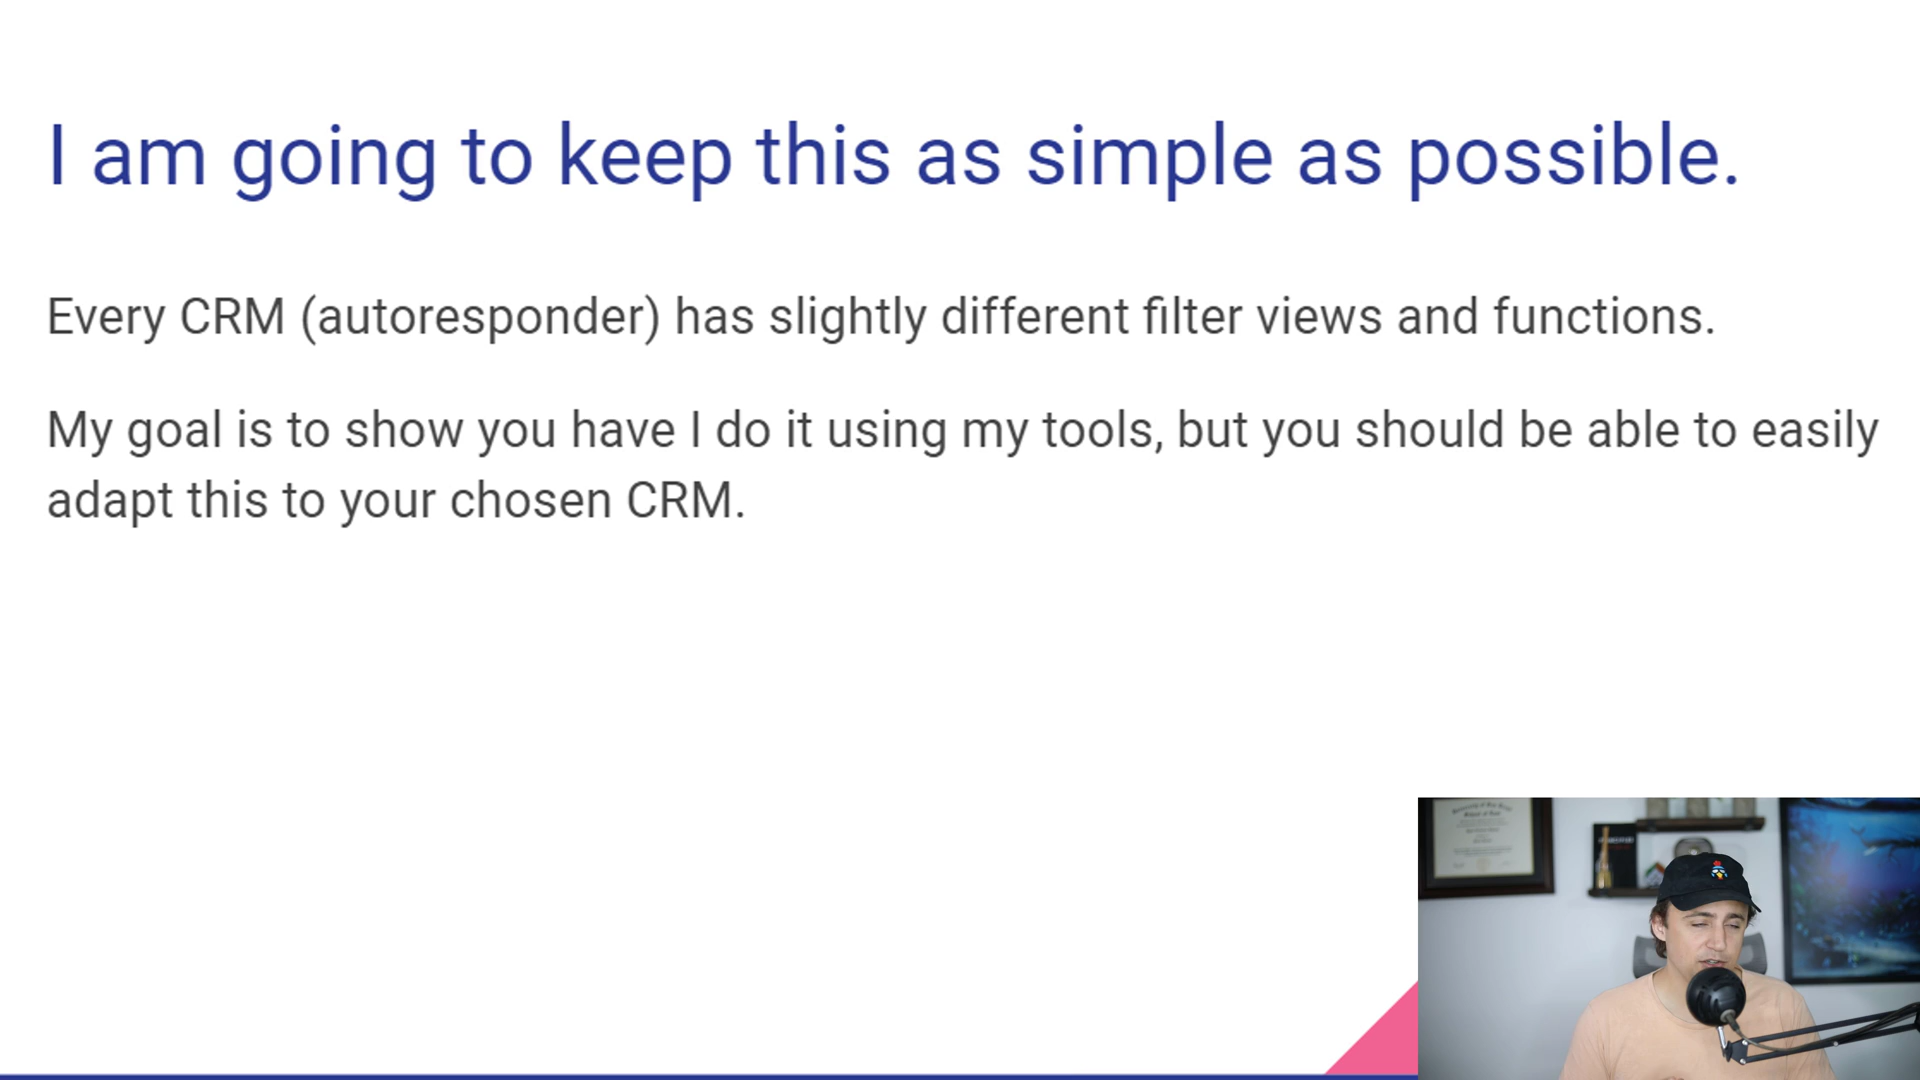 I am going to keep this as simple as possible.
Every CRM (autoresponder) has slightly different filter views and functions.
My goal is to show you have I do it using my tools, but you should be able to easily
adapt this to your chosen CRM.